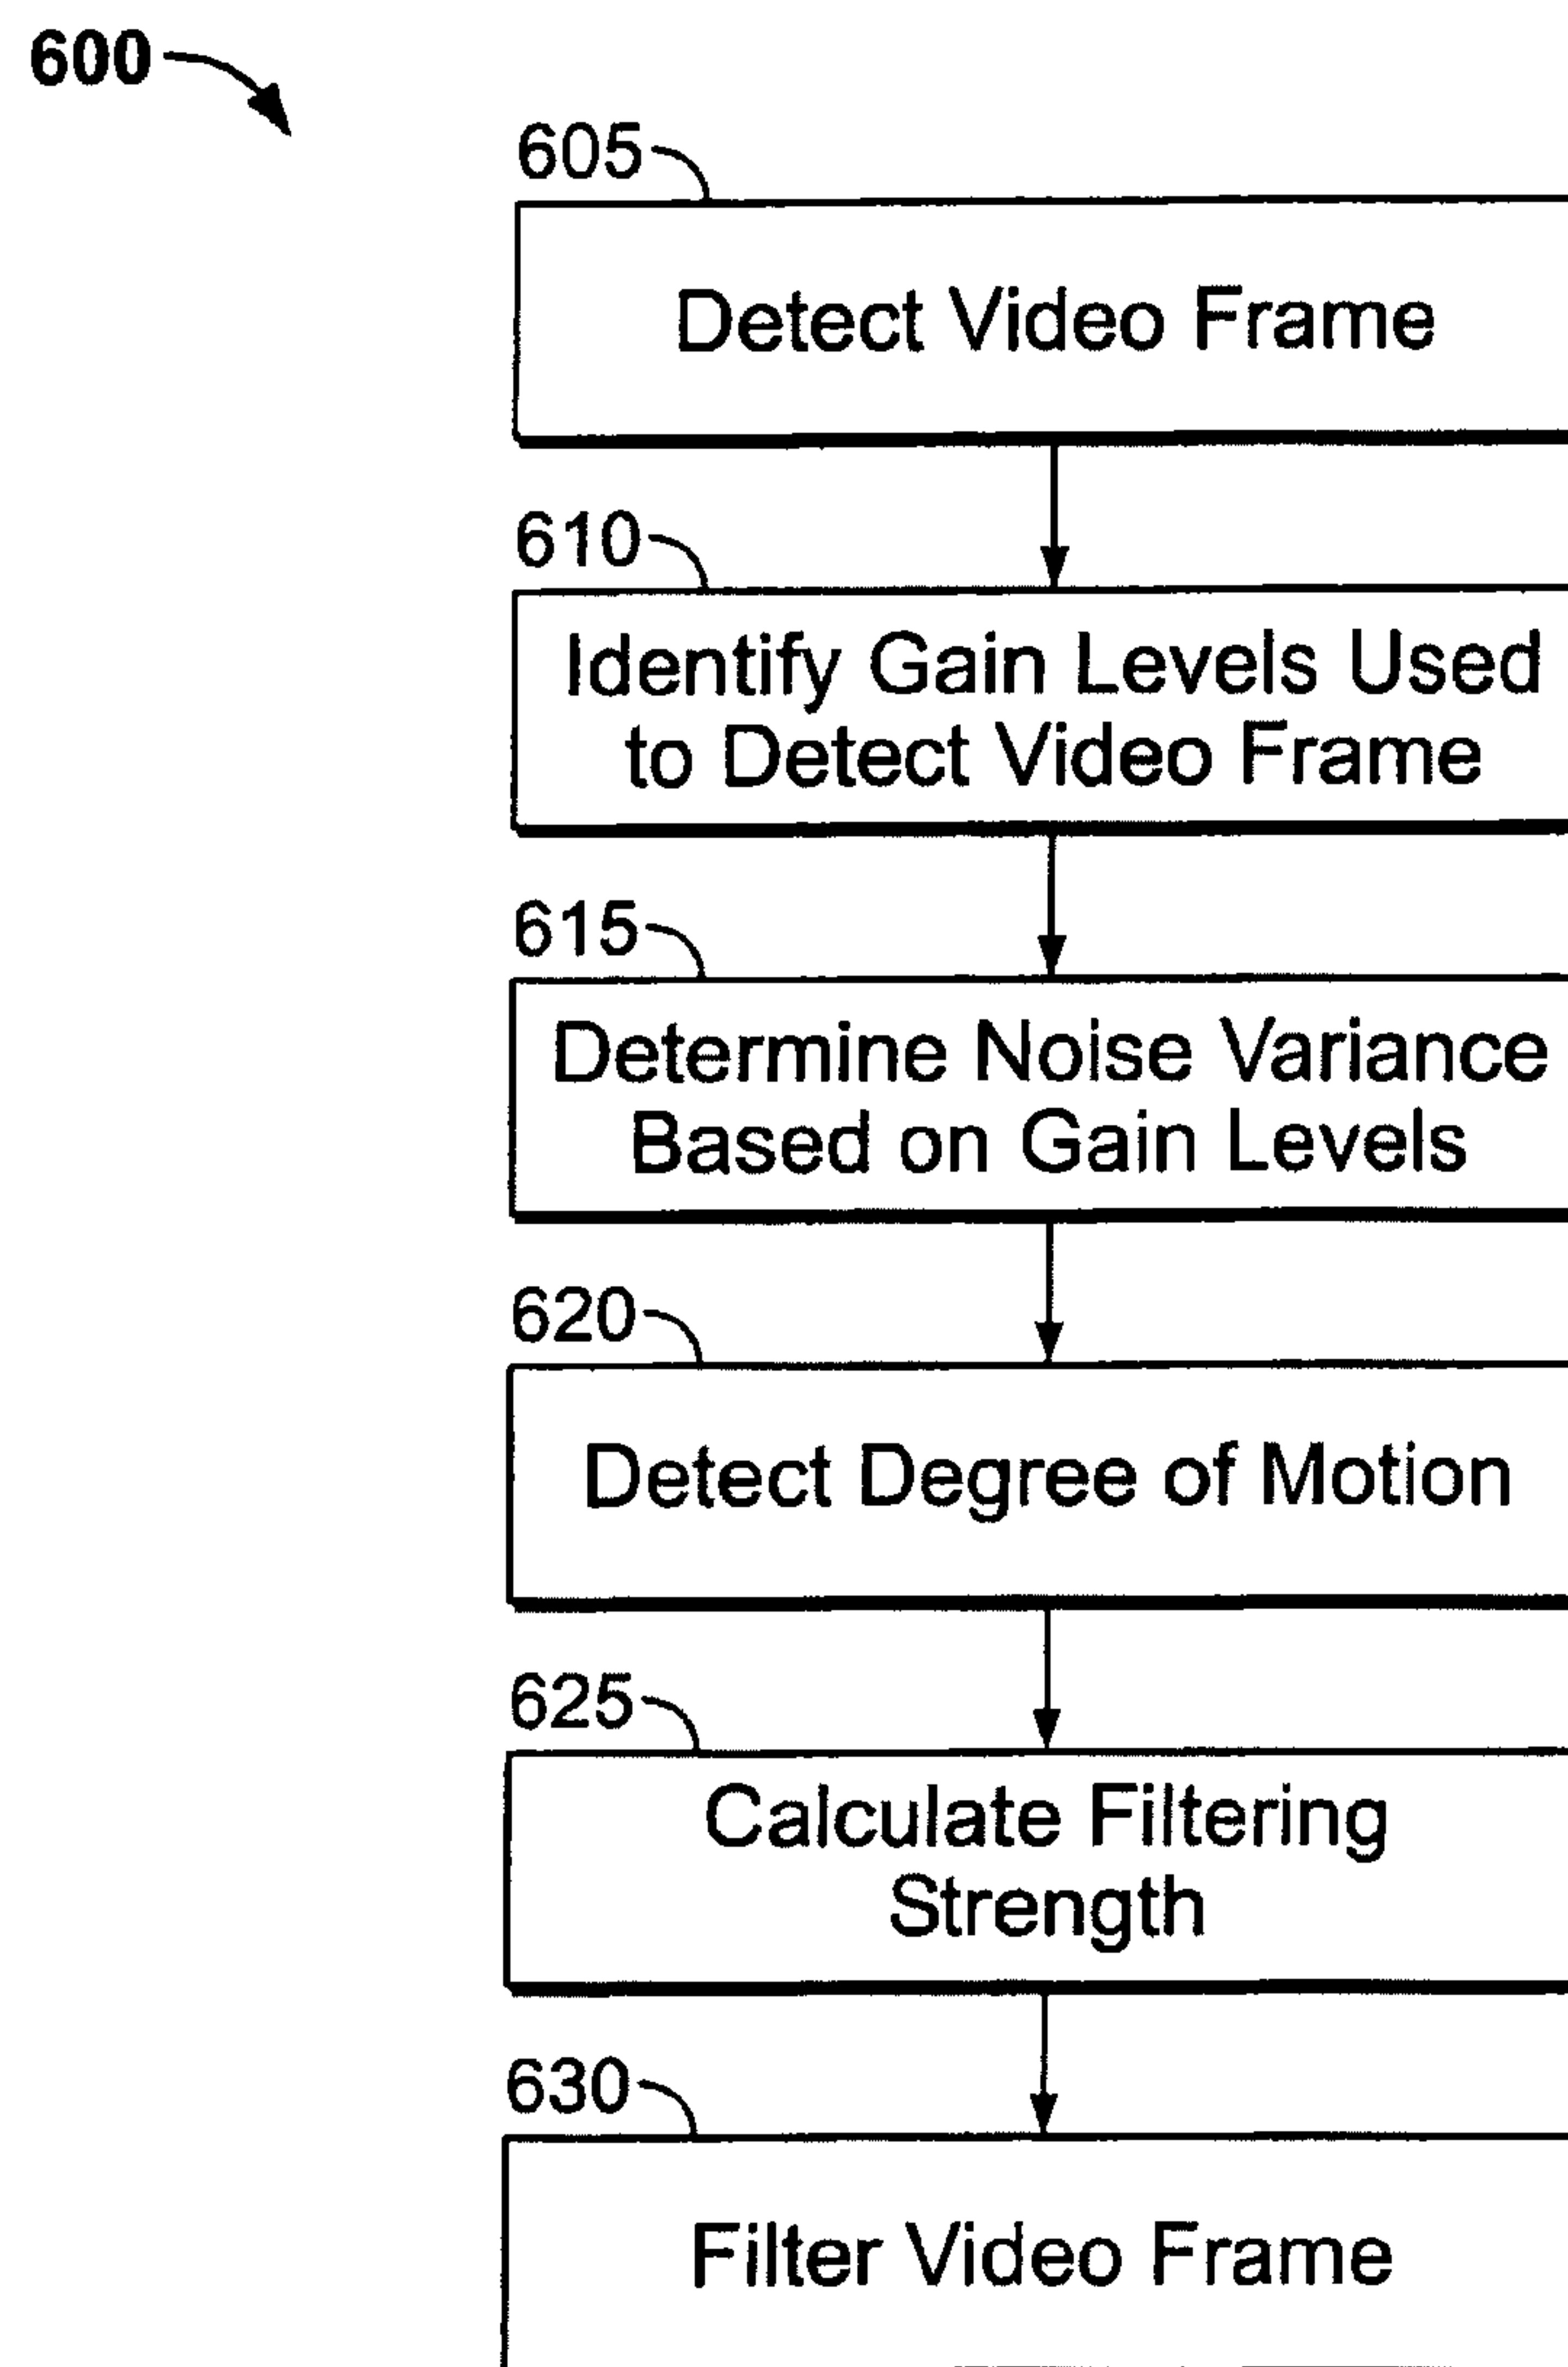 600
605
Detect Video Frame
610
Identify Gain Levels Used
to Detect Video Frame
615
Determine Noise Variance
Based on Gain Levels
620
Detect Degree of Motion
625
Calculate Filtering
Strength
630
Filter Video Frame